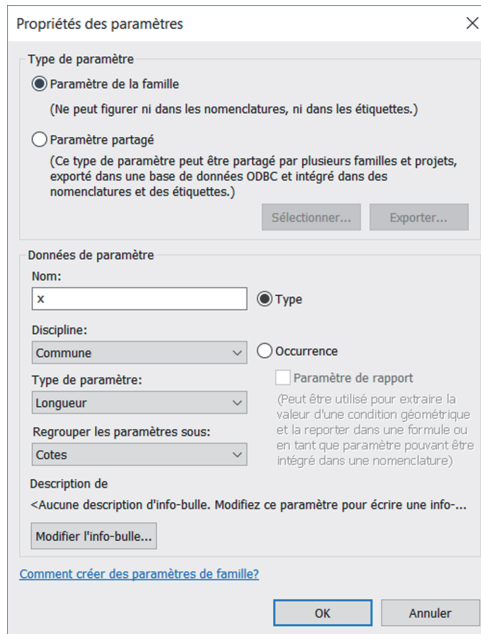 Propriétés des paramètres
Type de paramètre
Paramètre de la famille
(Ne peut figurer ni dans les nomenclatures, ni dans les étiquettes.)
Paramètre partagé
(Ce type de paramètre peut être partagé par plusieurs familles et projets,
exporté dans une base de données ODBC et intégré dans des
nomenclatures et des étiquettes.)
Sélectionner...
Exporter...
Données de paramètre
Nom:
x
Type
Discipline:
Commune
Occurrence
Type de paramètre:
Paramètre de rapport
Longueur
(Peut être utilisé pour extraire la
valeur d'une condition géométrique
et la reporter dans une formule ou
en tant que paramètre pouvant être
intégré dans une nomenclature)
Regrouper les paramètres sous:
Cotes
Description de
<Aucune description d'info-bulle. Modifiez ce paramètre pour écrire une info-...
Modifier l'info-bulle...
Comment créer des paramètres de famille?
OK
Annuler